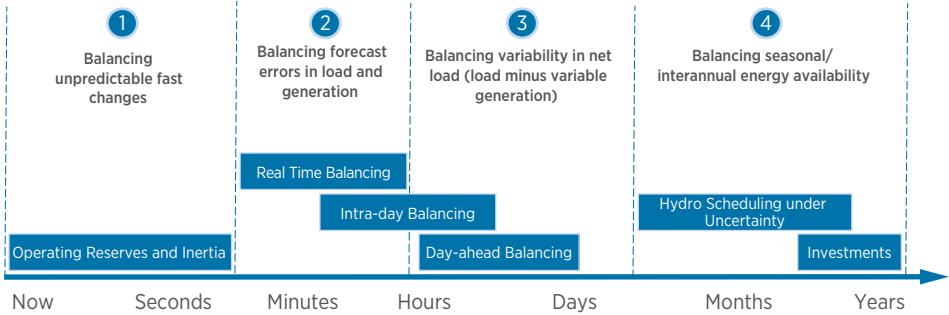 1
Balancing
unpredictable fast
changes
2
Balancing forecast
errors in load and
generation
3
Balancing variability in net
load (load minus variable
generation)
4
Balancing seasonal/
interannual energy availability
Real Time Balancing
Intra-day Balancing
Hydro Scheduling under
Uncertainty
Operating Reserves and Inertia
Day-ahead Balancing
Investments
Now
Seconds
Minutes
Hours
Days
Months
Years